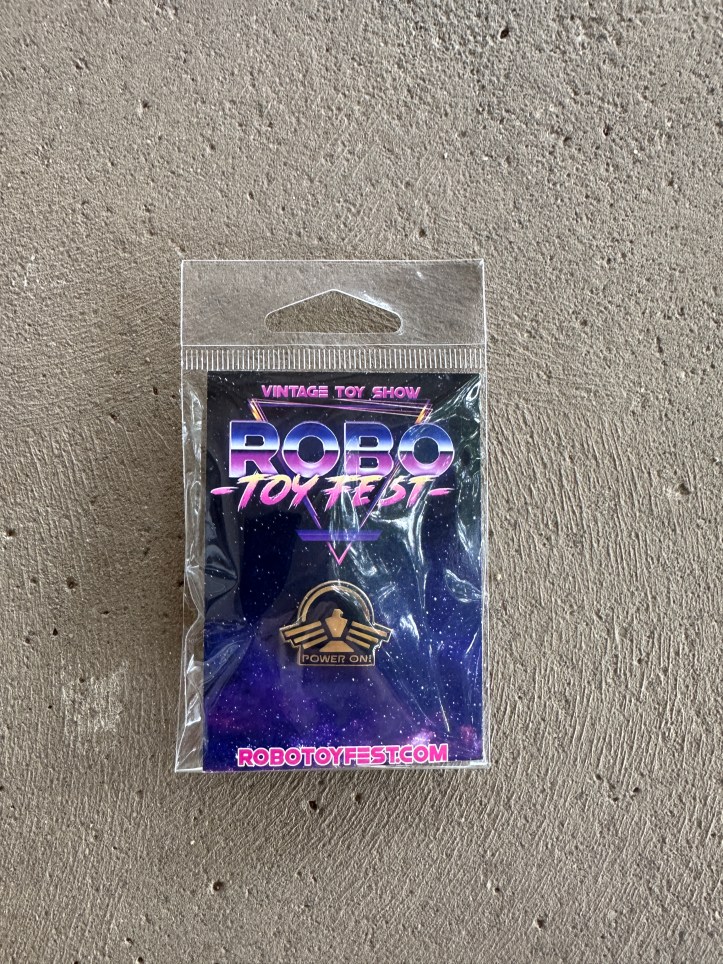 VINTAGE TOY SHOW
ROBO
-TOY FEST-
POWER ON!
ROBOTOYFEST.COM